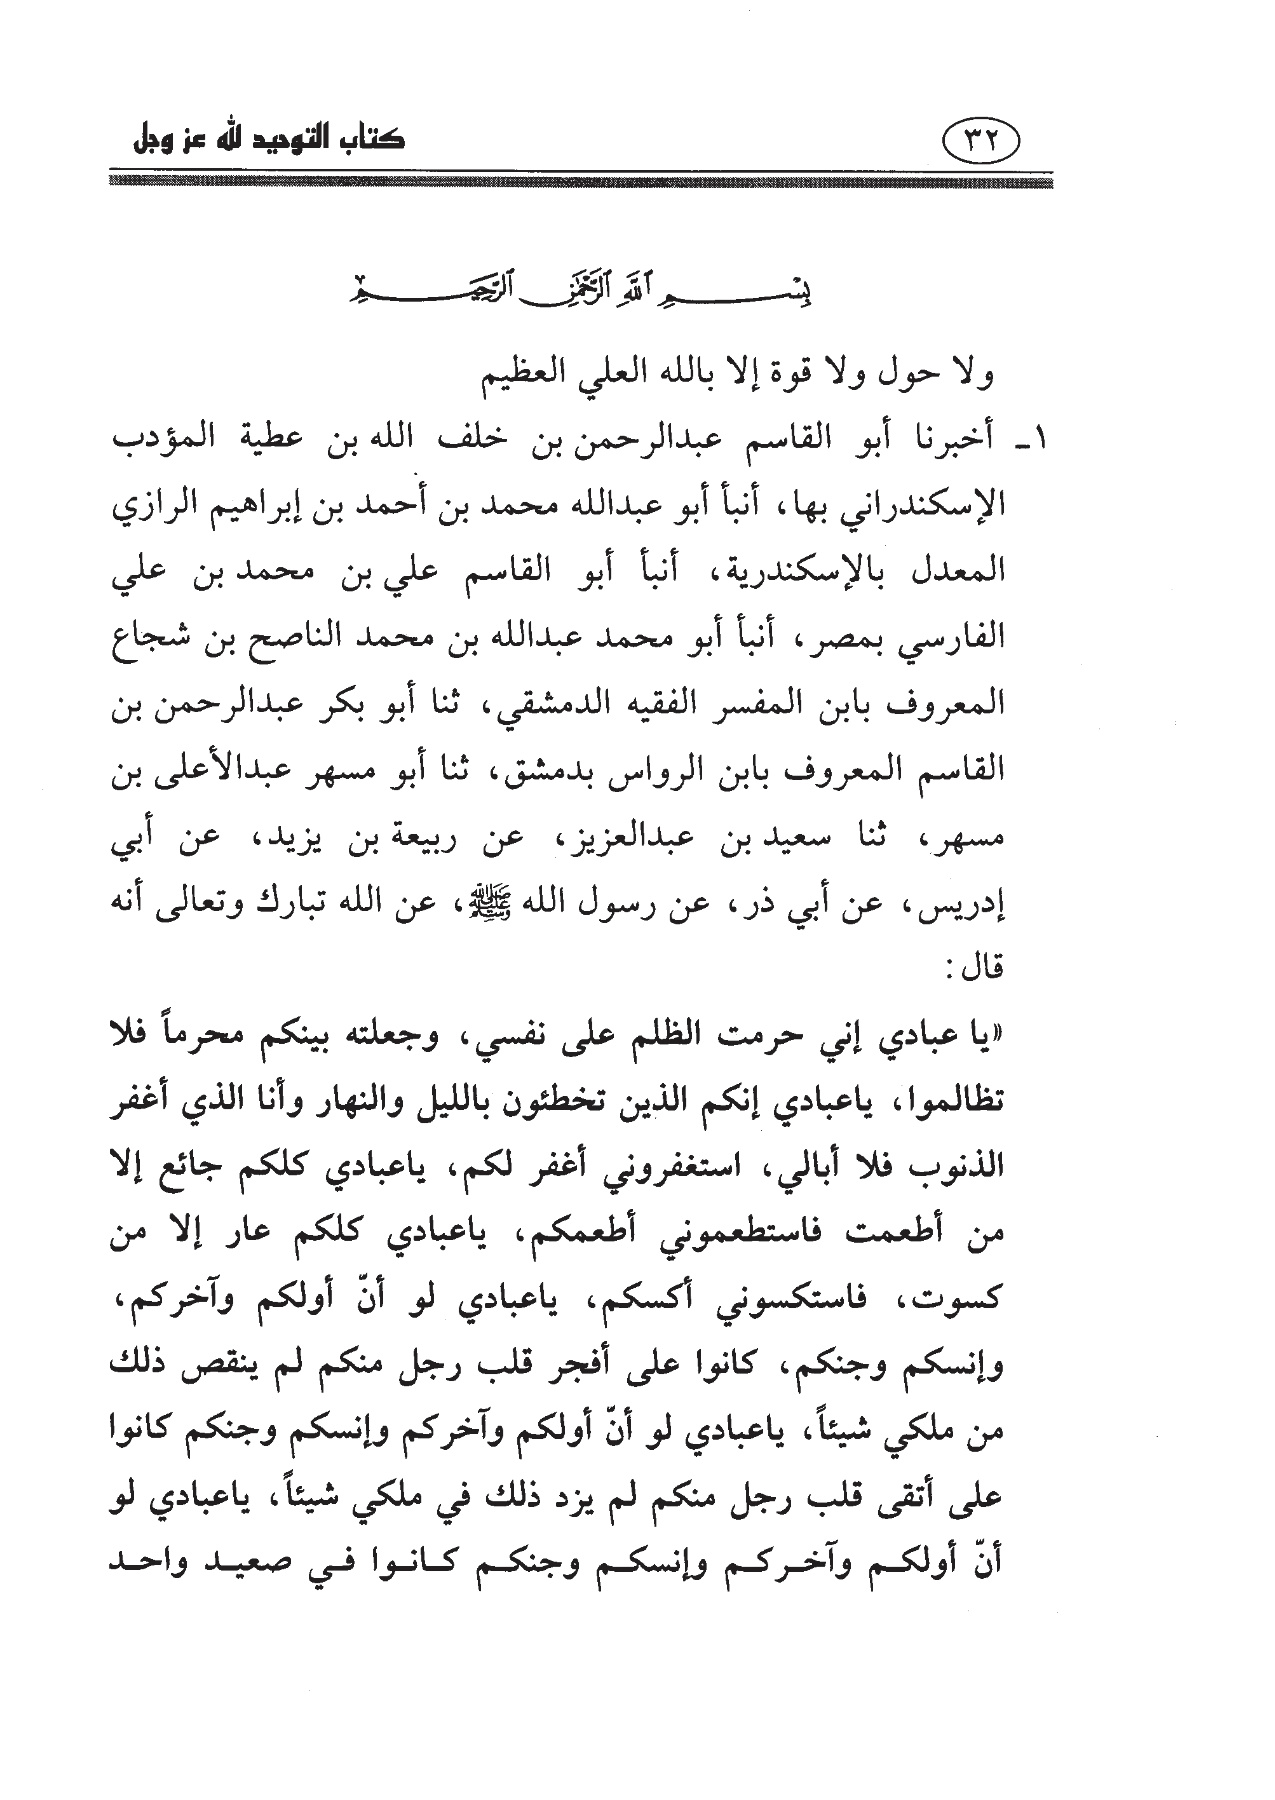 ٣٢ كتاب التوحيد لله عز وجل
بِسْمِ اللَّهِ الرَّحْمَنِ الرَّحِيمِ
ولا حول ولا قوة إلا بالله العلي العظيم
١ـ أخبرنا أبو القاسم عبدالرحمن بن خلف الله بن عطية المؤدب
الإسكندراني بها، أنبأ أبو عبدالله محمد بن أحمد بن إبراهيم الرازي
المعدل بالإسكندرية، أنبأ أبو القاسم علي بن محمد بن علي
الفارسي بمصر، أنبأ أبو محمد عبدالله بن محمد الناصح بن شجاع
المعروف بابن المفسر الفقيه الدمشقي، ثنا أبو بكر عبدالرحمن بن
القاسم المعروف بابن الرواس بدمشق، ثنا أبو مسهر عبدالأعلى بن
مسهر، ثنا سعيد بن عبدالعزيز، عن ربيعة بن يزيد، عن أبي
إدريس، عن أبي ذر، عن رسول الله ﷺ، عن الله تبارك وتعالى أنه
قال:
«يا عبادي إني حرمت الظلم على نفسي، وجعلته بينكم محرماً فلا
تظالموا، ياعبادي إنكم الذين تخطئون بالليل والنهار وأنا الذي أغفر
الذنوب فلا أبالي، استغفروني أغفر لكم، ياعبادي كلكم جائع إلا
من أطعمت فاستطعموني أطعمكم، ياعبادي كلكم عار إلا من
كسوت، فاستكسوني أكسكم، ياعبادي لو أنّ أولكم وآخركم،
وإنسكم وجنكم، كانوا على أفجر قلب رجل منكم لم ينقص ذلك
من ملكي شيئاً، ياعبادي لو أنّ أولكم وآخركم وإنسكم وجنكم كانوا
على أتقى قلب رجل منكم لم يزد ذلك في ملكي شيئاً، ياعبادي لو
أنّ أولكم وآخركم وإنسكم وجنكم كانوا في صعيد واحد